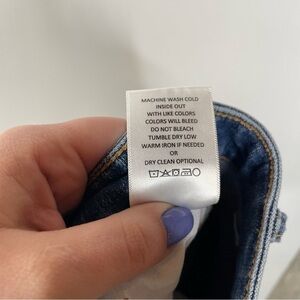 MACHINE WASH COLD
INSIDE OUT
WITH LIKE COLORS
COLORS WILL BLEED
DO NOT BLEACH
TUMBLE DRY LOW
WARM IRON IF NEEDED
OR
DRY CLEAN OPTIONAL